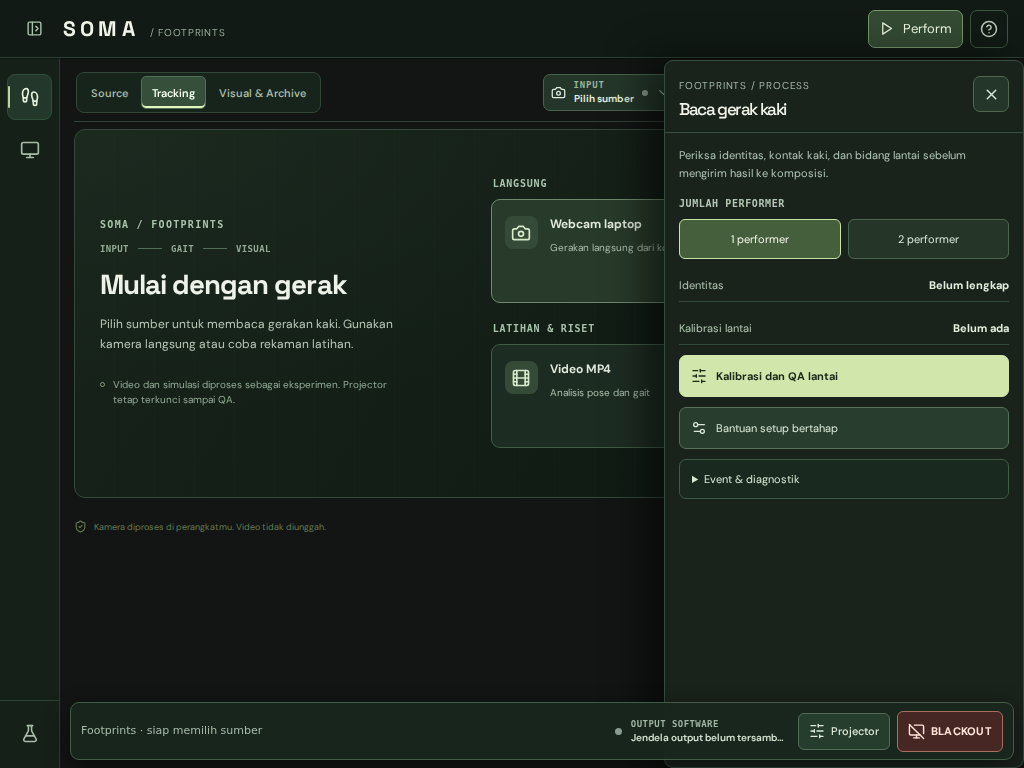 SOMA / FOOTPRINTS
Perform
Source Tracking Visual & Archive
INPUT
Pilih sumber
SOMA / FOOTPRINTS
INPUT GAIT VISUAL
Mulai dengan gerak
Pilih sumber untuk membaca gerakan kaki. Gunakan
kamera langsung atau coba rekaman latihan.
Video dan simulasi diproses sebagai eksperimen. Projector
tetap terkunci sampai QA.
LANGSUNG
Webcam laptop
Gerakan langsung dari
LATIHAN & RISET
Video MP4
Analisis pose dan gait
Kamera diproses di perangkatmu. Video tidak diunggah.
FOOTPRINTS / PROCESS
Baca gerak kaki
Periksa identitas, kontak kaki, dan bidang lantai sebelum
mengirim hasil ke komposisi.
JUMLAH PERFORMER
1 performer 2 performer
Identitas Belum lengkap
Kalibrasi lantai Belum ada
Kalibrasi dan QA lantai
Bantuan setup bertahap
Event & diagnostik
Footprints · siap memilih sumber
OUTPUT SOFTWARE
Jendela output belum tersamb…
Projector
BLACKOUT